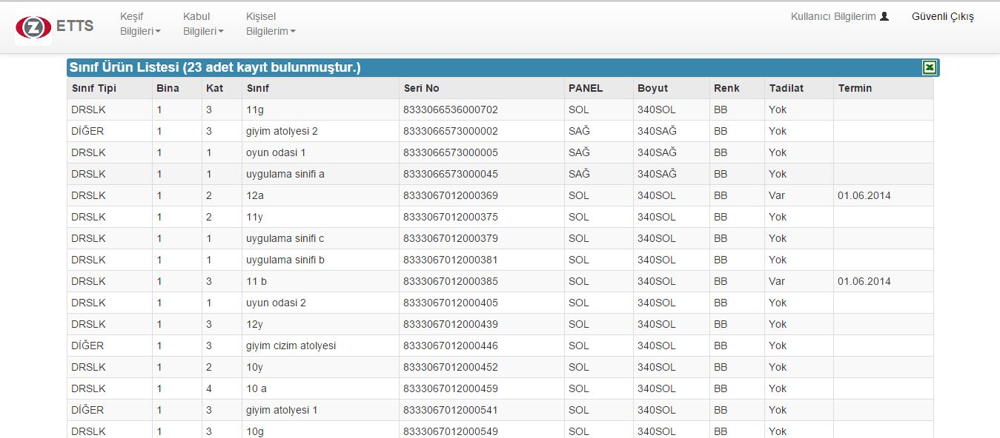 Z ETTS Keşif Bilgileri Kabul Bilgileri Kişisel Bilgilerim Kullanıcı Bilgilerim Güvenli Çıkış
Sınıf Ürün Listesi (23 adet kayıt bulunmuştur.)
Sınıf Tipi Bina Kat Sınıf Seri No PANEL Boyut Renk Tadilat Termin
DRSLK 1 3 11g 8333066536000702 SOL 340SOL BB Yok
DİĞER 1 3 giyim atolyesi 2 8333066573000002 SAĞ 340SAĞ BB Yok
DRSLK 1 1 oyun odasi 1 8333066573000005 SAĞ 340SAĞ BB Yok
DRSLK 1 1 uygulama sinifi a 8333066573000045 SAĞ 340SAĞ BB Yok
DRSLK 1 2 12a 8333067012000369 SOL 340SOL BB Var 01.06.2014
DRSLK 1 2 11y 8333067012000375 SOL 340SOL BB Yok
DRSLK 1 1 uygulama sinifi c 8333067012000379 SOL 340SOL BB Yok
DRSLK 1 1 uygulama sinifi b 8333067012000381 SOL 340SOL BB Yok
DRSLK 1 3 11 b 8333067012000385 SOL 340SOL BB Var 01.06.2014
DRSLK 1 1 uyun odasi 2 8333067012000405 SOL 340SOL BB Yok
DRSLK 1 3 12y 8333067012000439 SOL 340SOL BB Yok
DİĞER 1 3 giyim cizim atolyesi 8333067012000446 SOL 340SOL BB Yok
DRSLK 1 2 10y 8333067012000452 SOL 340SOL BB Yok
DRSLK 1 4 10 a 8333067012000459 SOL 340SOL BB Yok
DİĞER 1 3 giyim atolyesi 1 8333067012000541 SOL 340SOL BB Yok
DRSLK 1 3 10g 8333067012000549 SOL 340SOL BB Yok